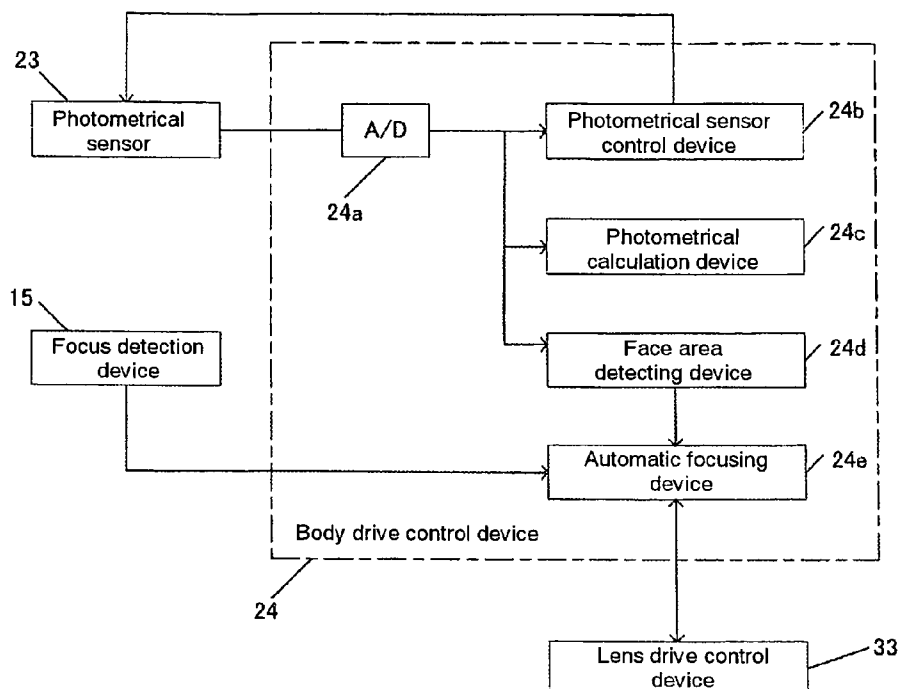 23
Photometrical
sensor
A/D
24a
Photometrical sensor
control device
24b
Photometrical
calculation device
24c
15
Focus detection
device
Face area
detecting device
24d
Automatic focusing
device
24e
Body drive control device
24
Lens drive control
device
33